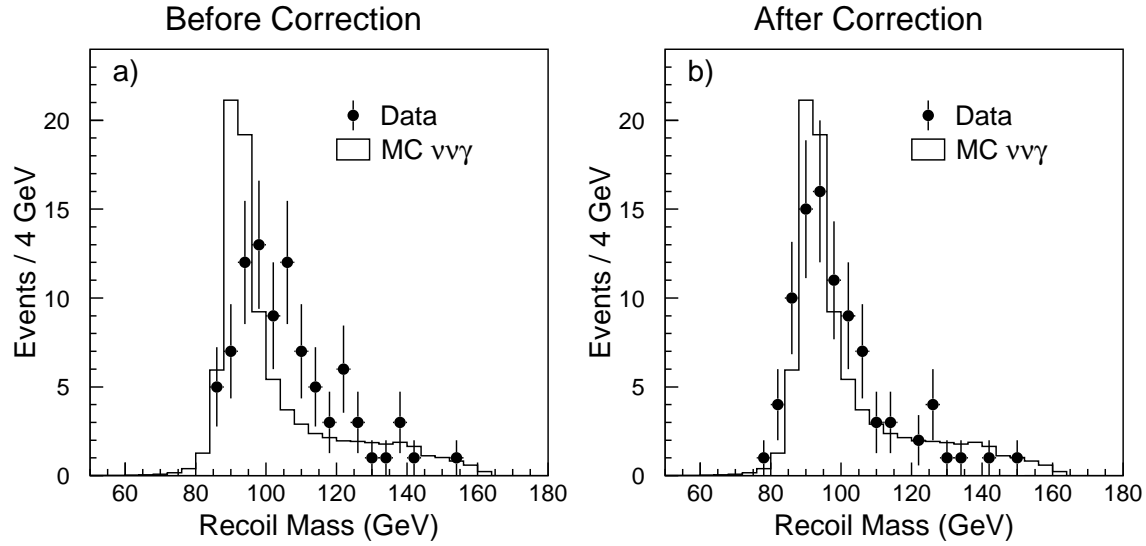 Before Correction
a)
Data
MC ννγ
Events / 4 GeV
20
15
10
5
0
60 80 100 120 140 160 180
Recoil Mass (GeV)
After Correction
b)
Data
MC ννγ
Events / 4 GeV
20
15
10
5
0
60 80 100 120 140 160 180
Recoil Mass (GeV)